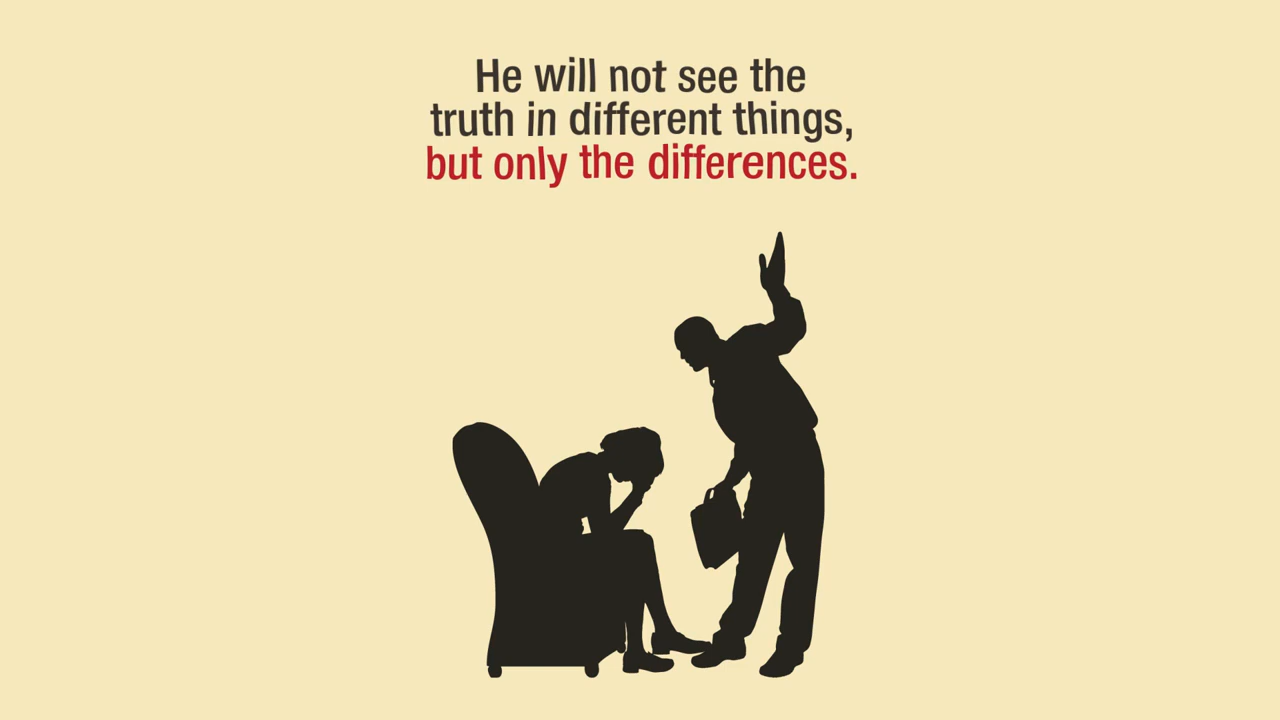 He will not see the
truth in different things,
but only the differences.